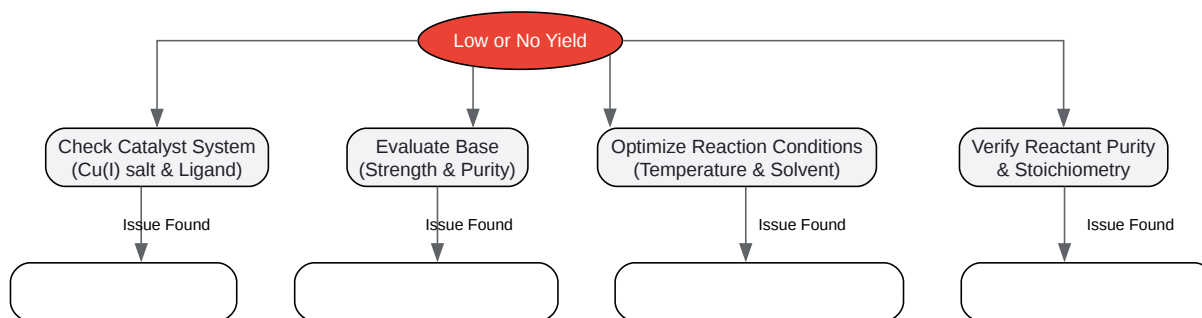 Low or No Yield
Check Catalyst System
(Cu(I) salt & Ligand)
Evaluate Base
(Strength & Purity)
Optimize Reaction Conditions
(Temperature & Solvent)
Verify Reactant Purity
& Stoichiometry
Issue Found
Issue Found
Issue Found
Issue Found